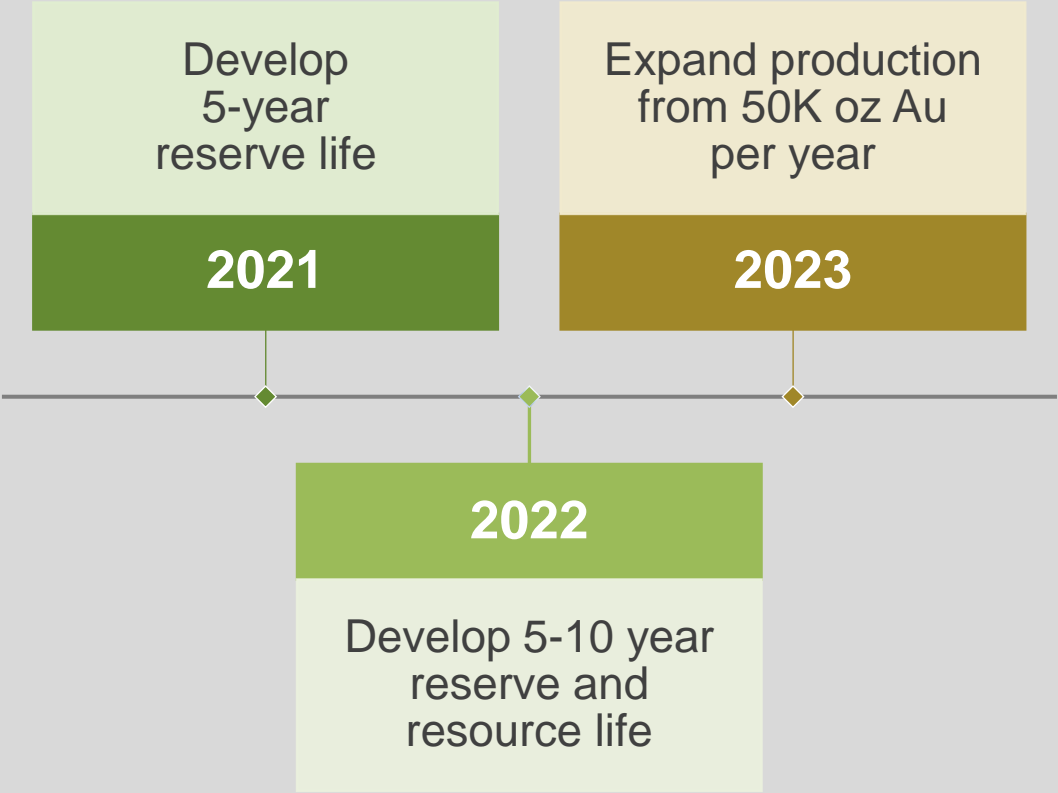 Develop
5-year
reserve life
2021
Expand production
from 50K oz Au
per year
2023
2022
Develop 5-10 year
reserve and
resource life